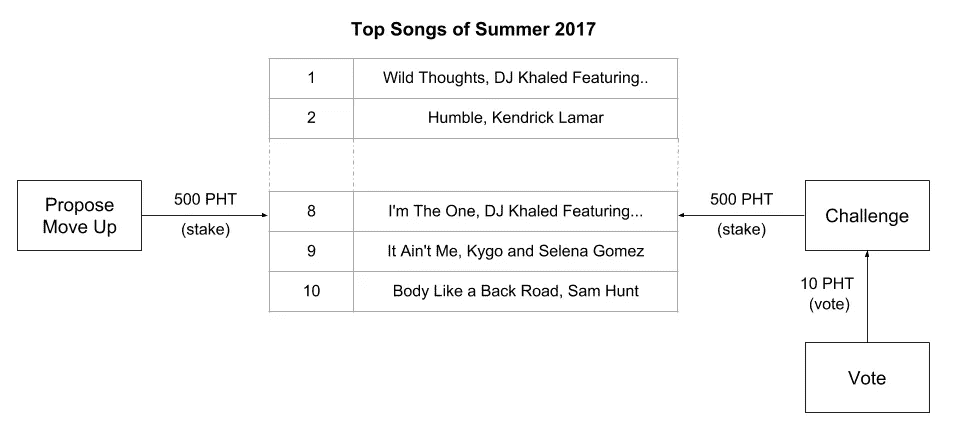 Top Songs of Summer 2017
1 Wild Thoughts, DJ Khaled Featuring..
2 Humble, Kendrick Lamar
Propose
Move Up
500 PHT
(stake)
8 I'm The One, DJ Khaled Featuring...
9 It Ain't Me, Kygo and Selena Gomez
10 Body Like a Back Road, Sam Hunt
500 PHT
(stake)
Challenge
10 PHT
(vote)
Vote